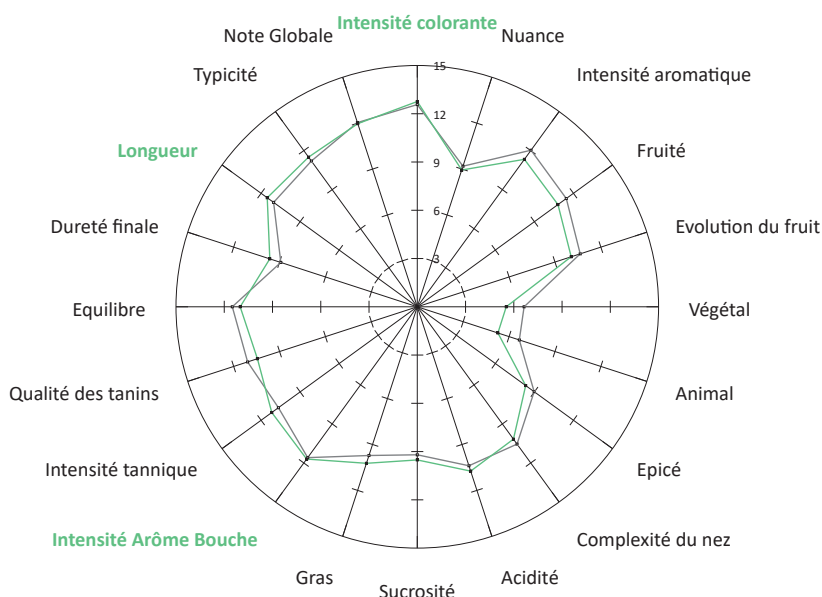 Intensité colorante
Note Globale
Nuance
Typicité
15
Intensité aromatique
12
Longueur
9
Fruité
6
Dureté finale
Evolution du fruit
3
Equilibre
Végétal
Qualité des tanins
Animal
Intensité tannique
Epicé
Intensité Arôme Bouche
Complexité du nez
Gras
Sucrosité
Acidité